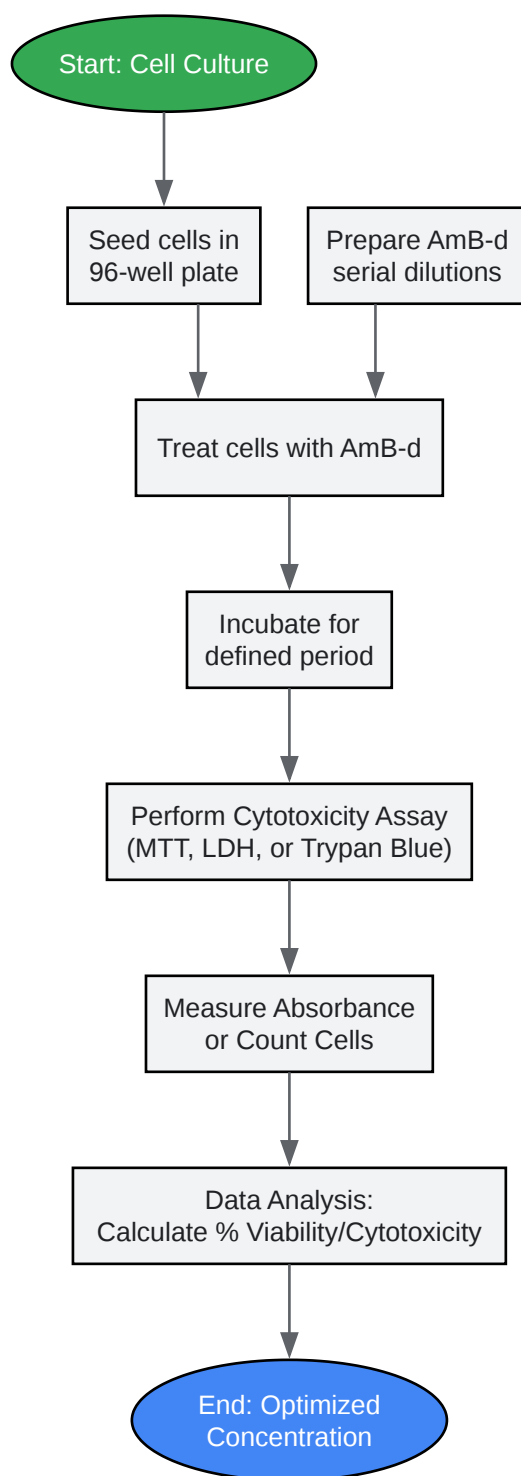 Start: Cell Culture
Seed cells in
96-well plate
Prepare AmB-d
serial dilutions
Treat cells with AmB-d
Incubate for
defined period
Perform Cytotoxicity Assay
(MTT, LDH, or Trypan Blue)
Measure Absorbance
or Count Cells
Data Analysis:
Calculate % Viability/Cytotoxicity
End: Optimized
Concentration